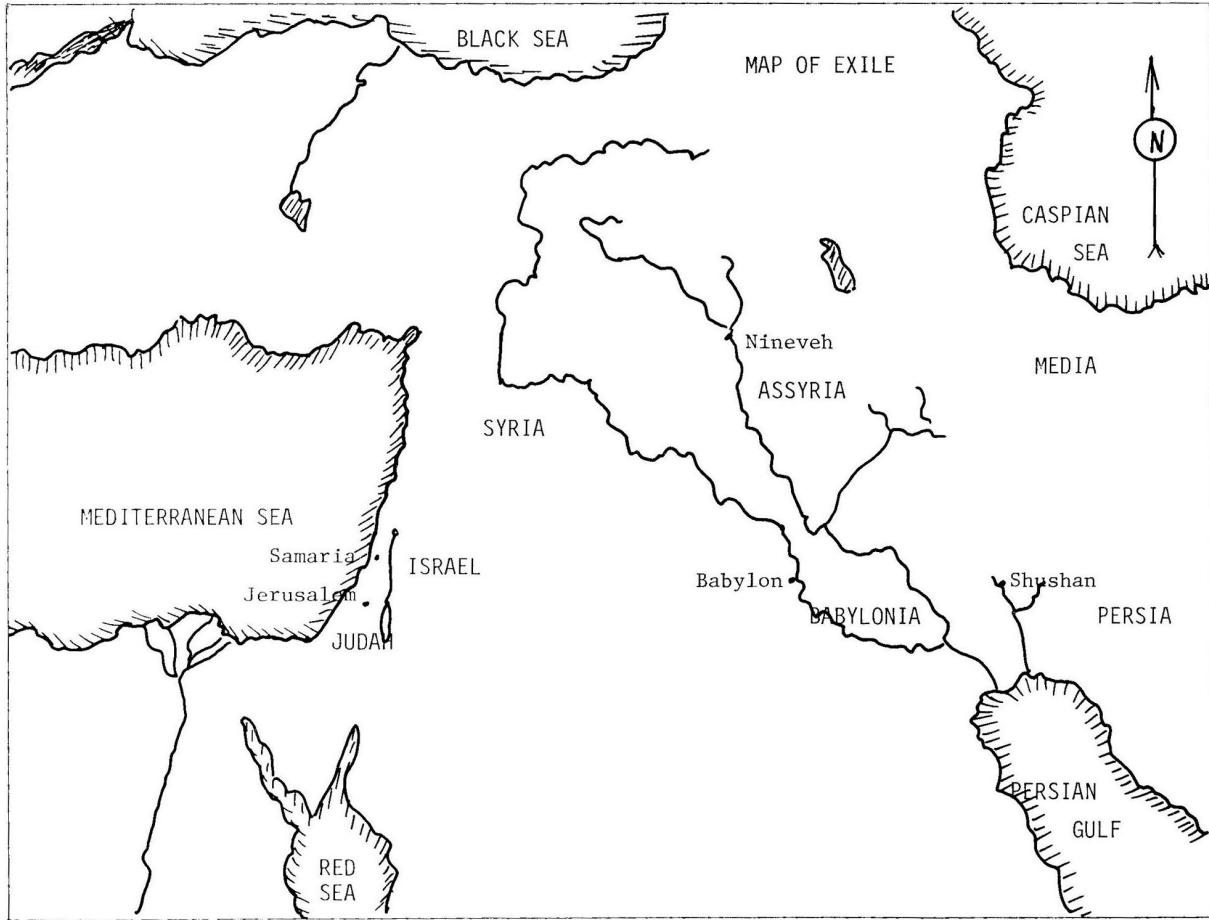 BLACK SEA
MAP OF EXILE
N
CASPIAN
SEA
Nineveh
MEDIA
ASSYRIA
SYRIA
MEDITERRANEAN SEA
Samaria
ISRAEL
Babylon
Shushan
Jerusalem
BABYLONIA
PERSIA
JUDAH
PERSIAN
GULF
RED
SEA